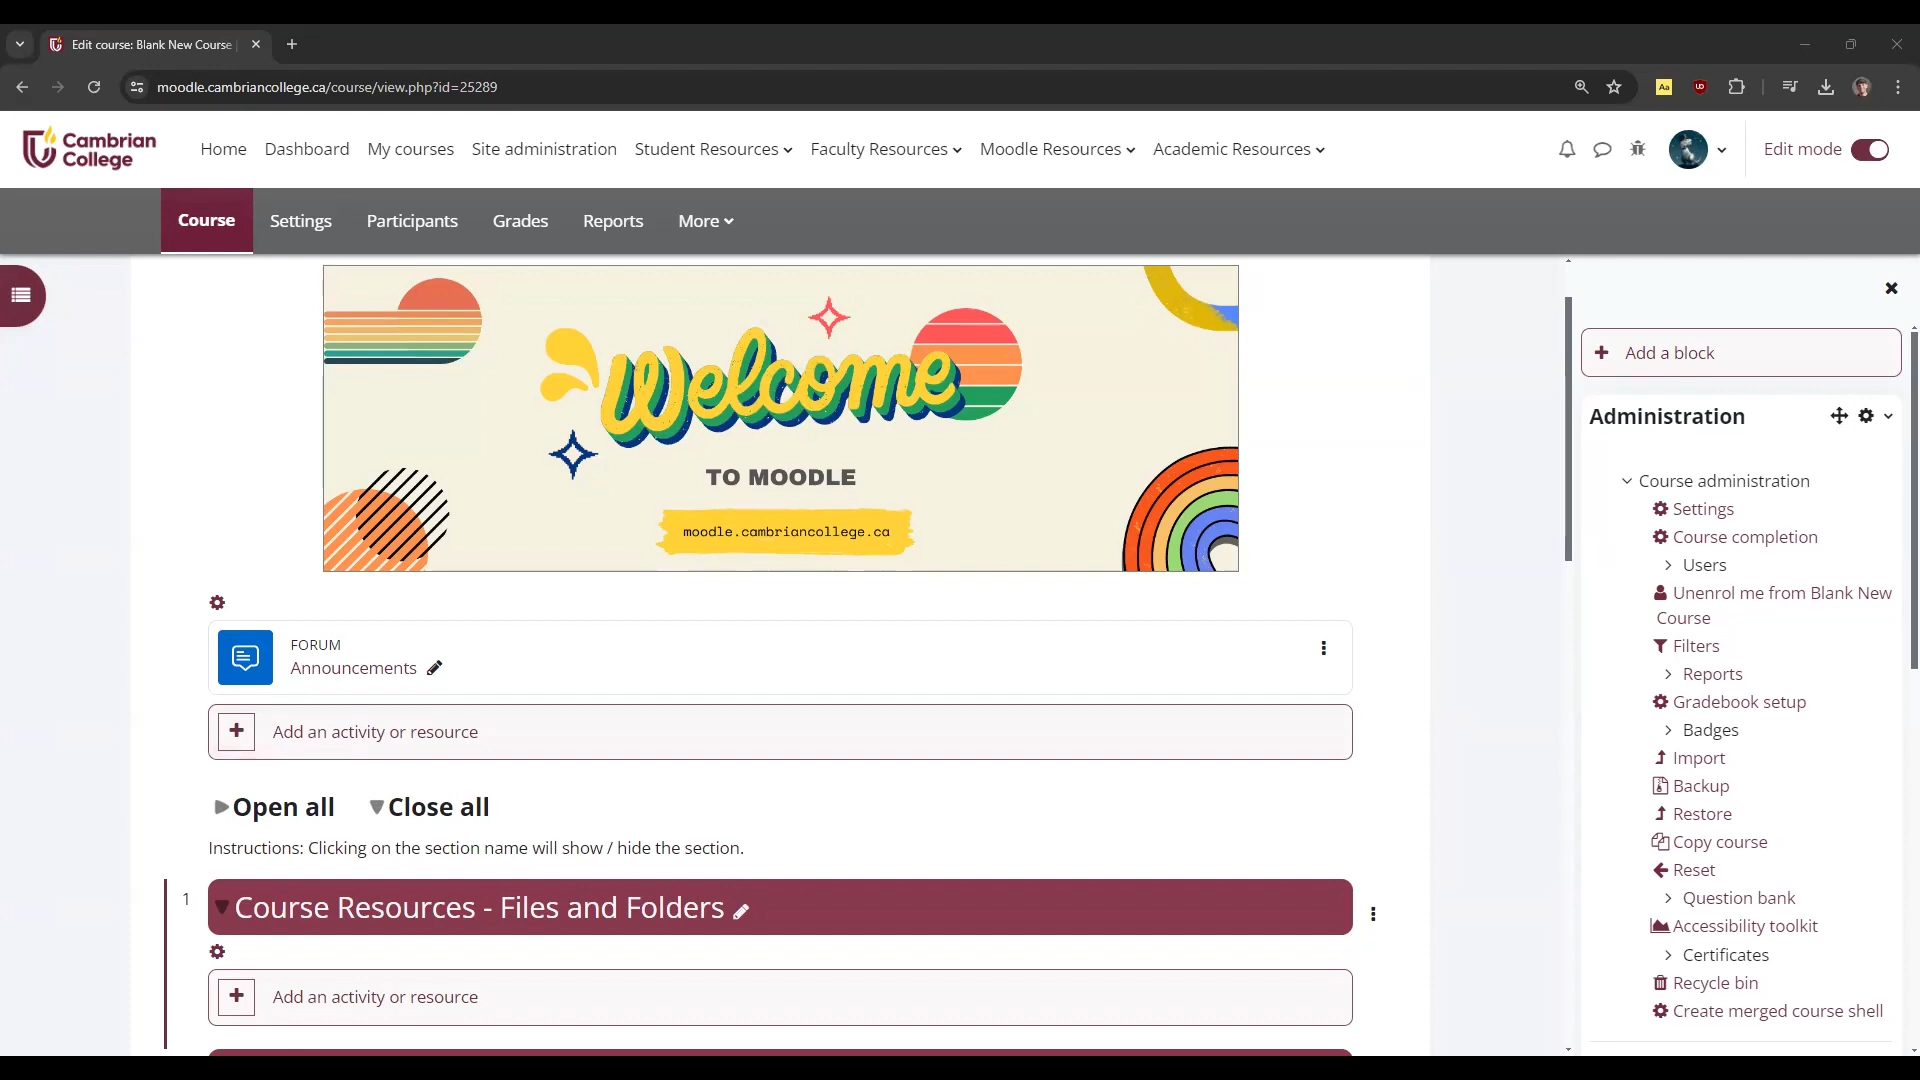 Edit course: Blank New Course
moodle.cambriancollege.ca/course/view.php?id=25289
Aa
UD
Cambrian
College
Home Dashboard My courses Site administration Student Resources Faculty Resources Moodle Resources Academic Resources
Edit mode
Course Settings Participants Grades Reports More
Welcome
TO MOODLE
moodle.cambriancollege.ca
FORUM
Announcements
Add an activity or resource
Open all Close all
Instructions: Clicking on the section name will show / hide the section.
1
Course Resources - Files and Folders
Add an activity or resource
Add a block
Administration
Course administration
Settings
Course completion
Users
Unenrol me from Blank New
Course
Filters
Reports
Gradebook setup
Badges
Import
Backup
Restore
Copy course
Reset
Question bank
Accessibility toolkit
Certificates
Recycle bin
Create merged course shell